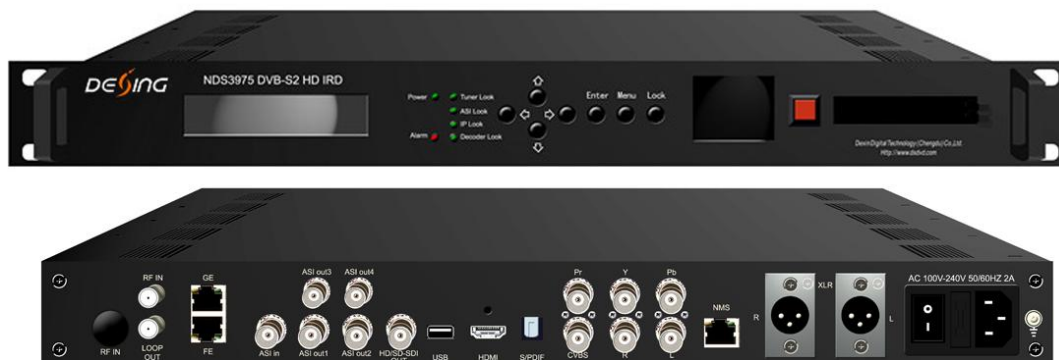 DESING
NDS3975 DVB-S2 HD IRD
Power
Tuner Lock
ASI Lock
IP Lock
Alarm
Decoder Lock
Enter Menu Lock
Dexin Digital Technology (Chengdu) Co.,Ltd.
Http://www.dsdvd.com
RF IN
GE
ASI out3 ASI out4
Pr Y Pb
NMS
XLR
R
L
AC 100V-240V 50/60HZ 2A
RF IN
LOOP
OUT
FE
ASI in
ASI out1
ASI out2
HD/SD-SDI
OUT
USB
HDMI
S/PDIF
CVBS
R
L